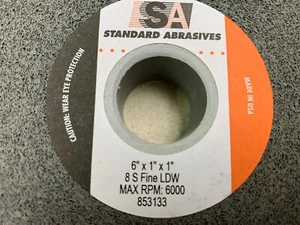 SA
STANDARD ABRASIVES
CAUTION: WEAR EYE PROTECTION
MADE IN USA
6" x 1" x 1"
8 S Fine LDW
MAX RPM: 6000
853133